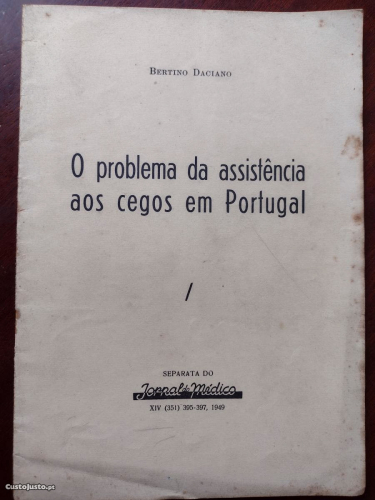 BERTINO DACIANO
O problema da assistência
aos cegos em Portugal
/
SEPARATA DO
Jornal do Médico
XIV (351) 395-397, 1949
CustoJusto.pt